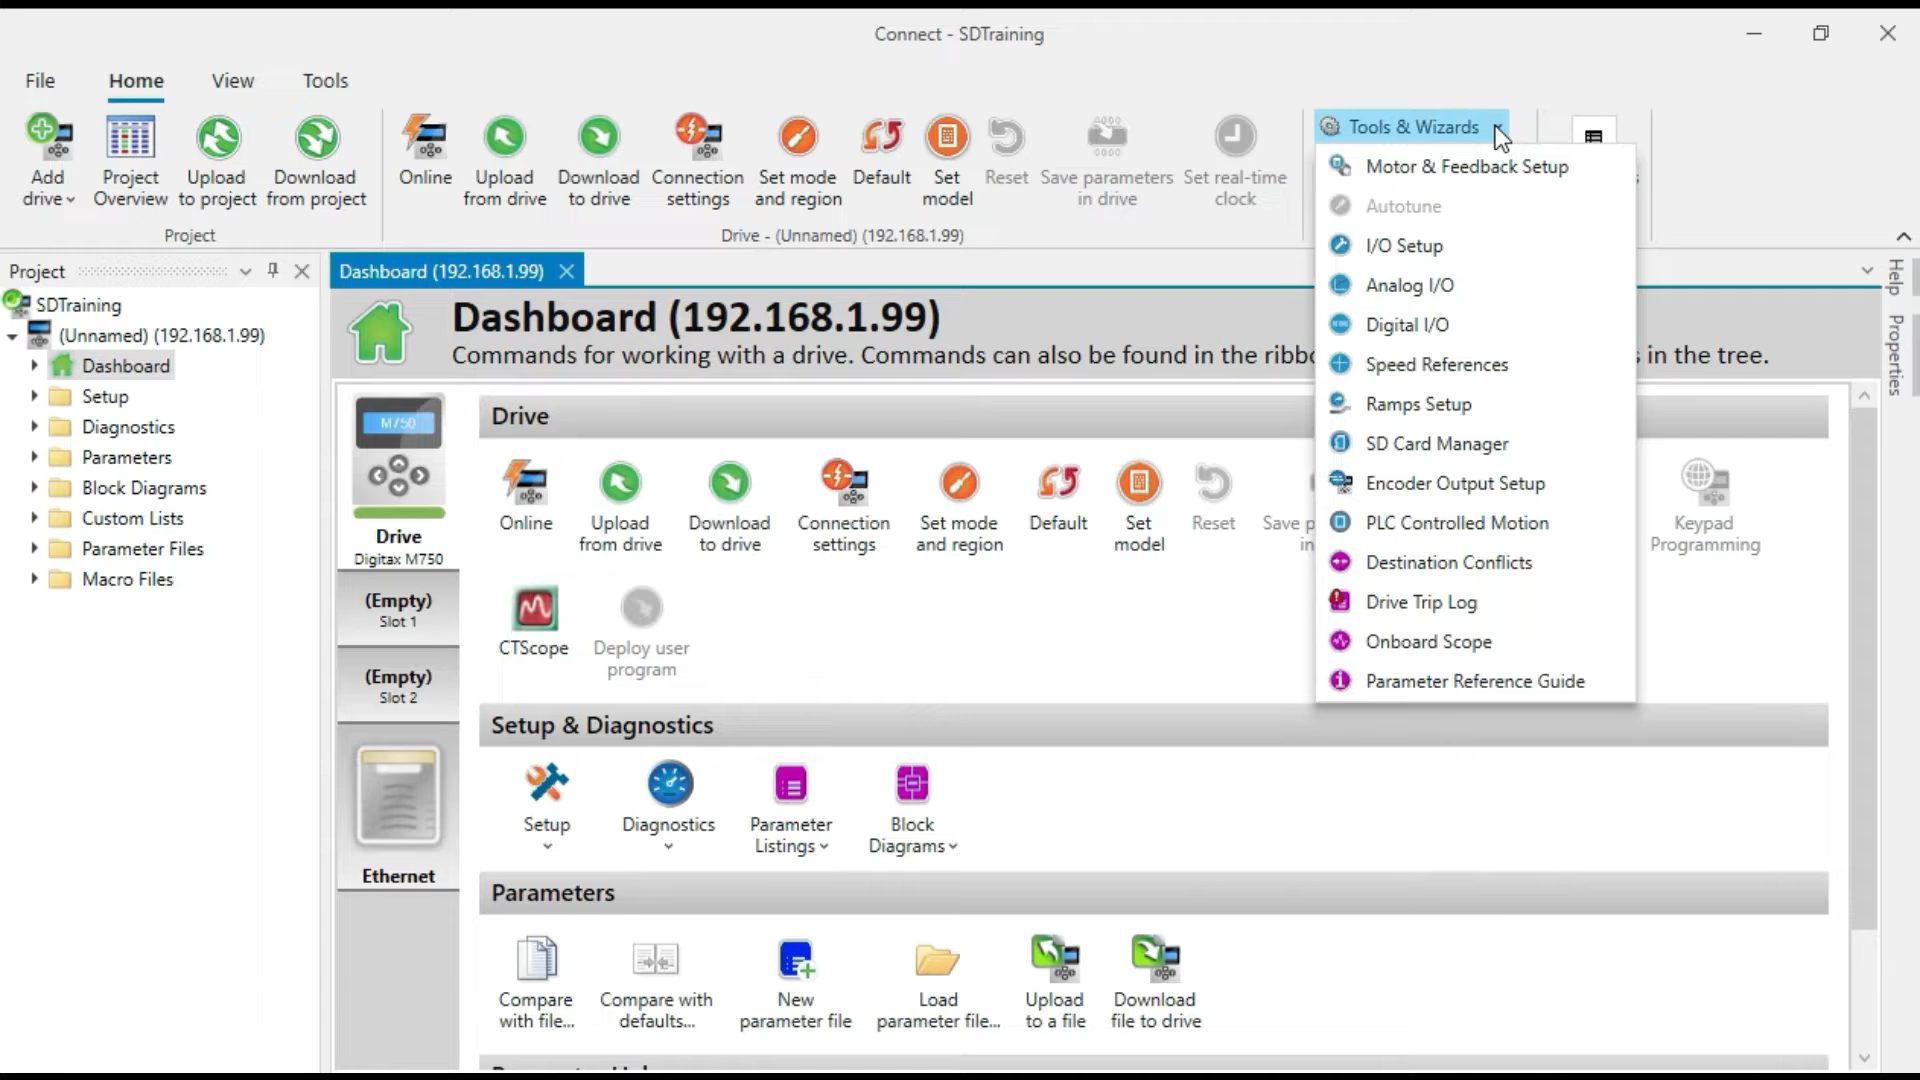 Connect - SDTraining
File
Home
View
Tools
Add
drive
Project
Overview
Upload
to project
Download
from project
Project
Online
Upload
from drive
Download
to drive
Connection
settings
Set mode
and region
Default
Set
model
Reset
Save parameters
in drive
Set real-time
clock
Drive - (Unnamed) (192.168.1.99)
Tools & Wizards
Motor & Feedback Setup
Autotune
I/O Setup
Analog I/O
Digital I/O
Speed References
Ramps Setup
SD Card Manager
Encoder Output Setup
PLC Controlled Motion
Destination Conflicts
Drive Trip Log
Onboard Scope
Parameter Reference Guide
Project
SDTraining
(Unnamed) (192.168.1.99)
Dashboard
Setup
Diagnostics
Parameters
Block Diagrams
Custom Lists
Parameter Files
Macro Files
Dashboard (192.168.1.99)
Dashboard (192.168.1.99)
Commands for working with a drive. Commands can also be found in the
in the tree.
Help
Properties
M750
Drive
Digitax M750
(Empty)
Slot 1
(Empty)
Slot 2
Ethernet
Drive
Online
Upload
from drive
Download
to drive
Connection
settings
Set mode
and region
Default
Set
model
Reset
Save
Keypad
Programming
CTScope
Deploy user
program
Setup & Diagnostics
Setup
Diagnostics
Parameter
Listings
Block
Diagrams
Parameters
Compare
with file...
Compare with
defaults...
New
parameter file
Load
parameter file...
Upload
to a file
Download
file to drive